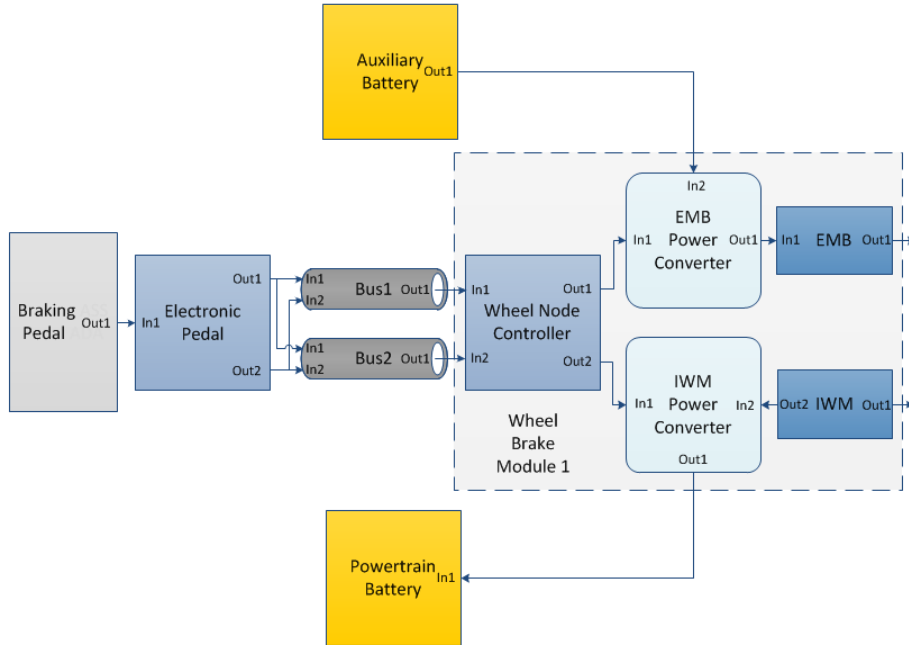 Auxiliary
Battery
Out1
In2
EMB
Power
Converter
In1
Out1
In1
EMB
Out1
Braking
Pedal
Out1
In1
Electronic
Pedal
Out1
Out2
In1
In2
Bus1
Out1
In1
In2
Bus2
Out1
In1
In2
Wheel Node
Controller
Out1
Out2
IWM
Power
Converter
In1
In2
Out1
Out2
IWM
Out1
Wheel
Brake
Module 1
Powertrain
Battery
In1